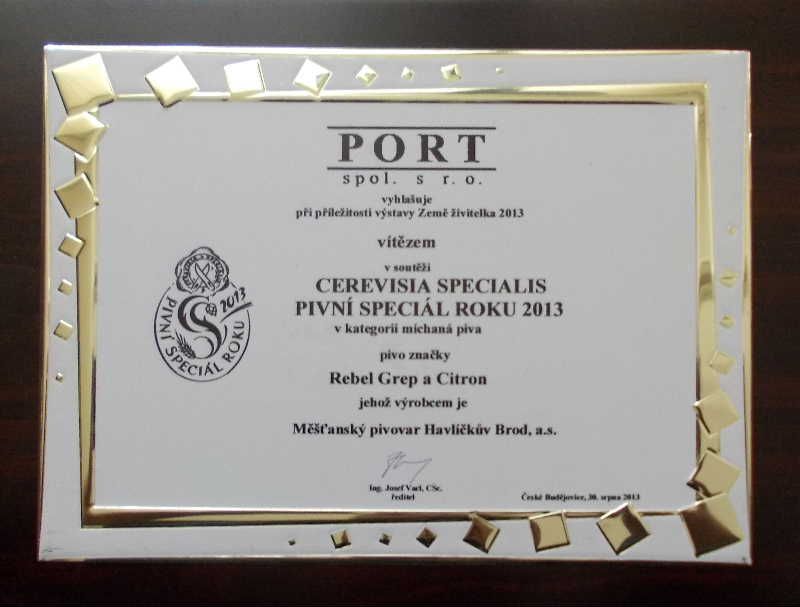 PORT
spol. s r. o.
vyhlašuje
při příležitosti výstavy Země živitelka 2013
vítězem
v soutěži
CEREVISIA SPECIALIS
PIVNÍ SPECIÁL ROKU 2013
v kategorii míchaná piva
pivo značky
Rebel Grep a Citron
jehož výrobcem je
Měšťanský pivovar Havlíčkův Brod, a.s.
Ing. Josef Vacl, CSc.
ředitel
České Budějovice, 30. srpna 2013
2013
PIVNÍ SPECIÁL ROKU